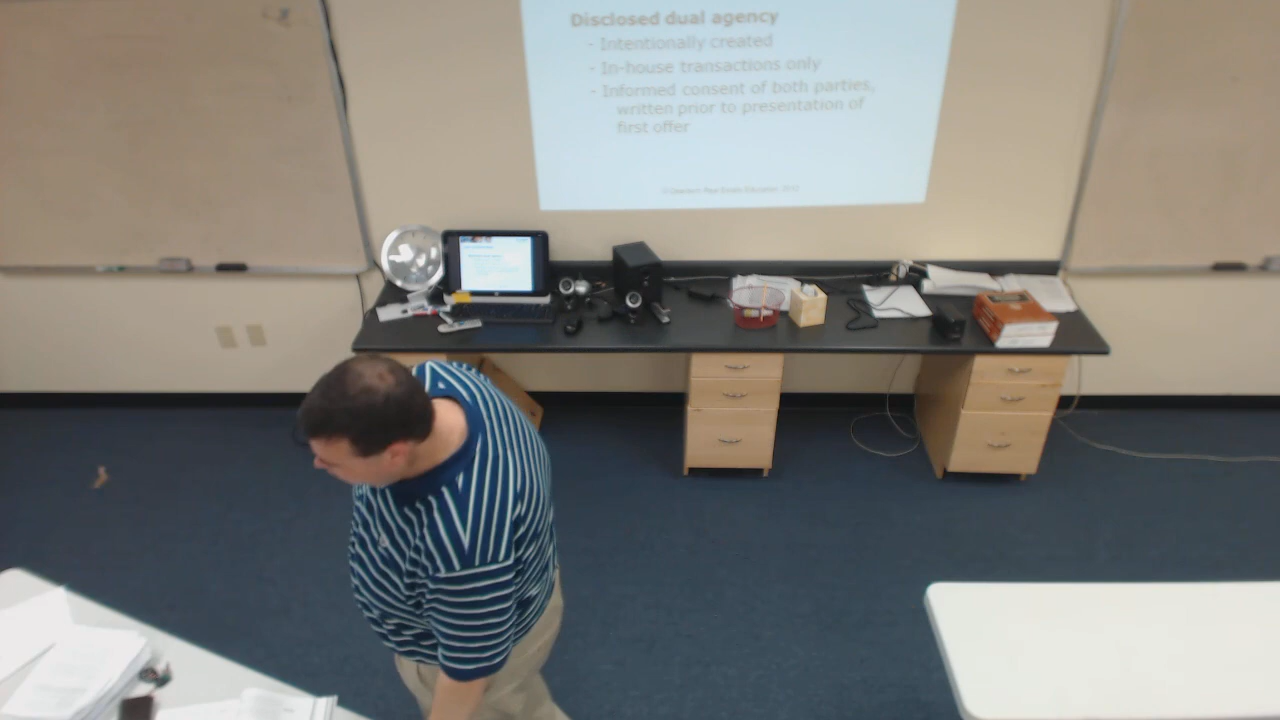 Disclosed dual agency
- Intentionally created
- In-house transactions only
- Informed consent of both parties,
written prior to presentation of
first offer